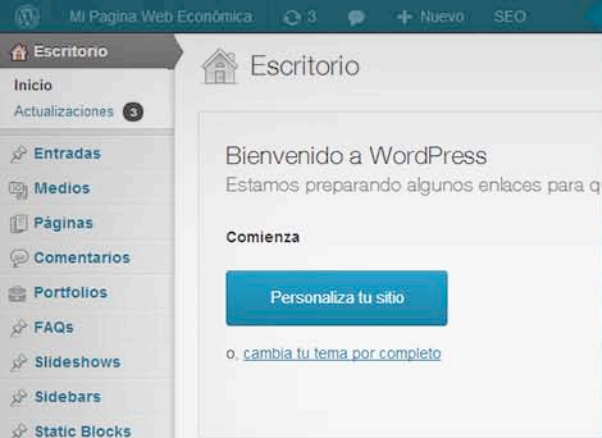 Mi Pagina Web Económica 3 Nuevo SEO
Escritorio
Inicio
Actualizaciones 3
Entradas
Medios
Páginas
Comentarios
Portfolios
FAQs
Slideshows
Sidebars
Static Blocks
Escritorio
Bienvenido a WordPress
Estamos preparando algunos enlaces para q
Comienza
Personaliza tu sitio
o, cambia tu tema por completo